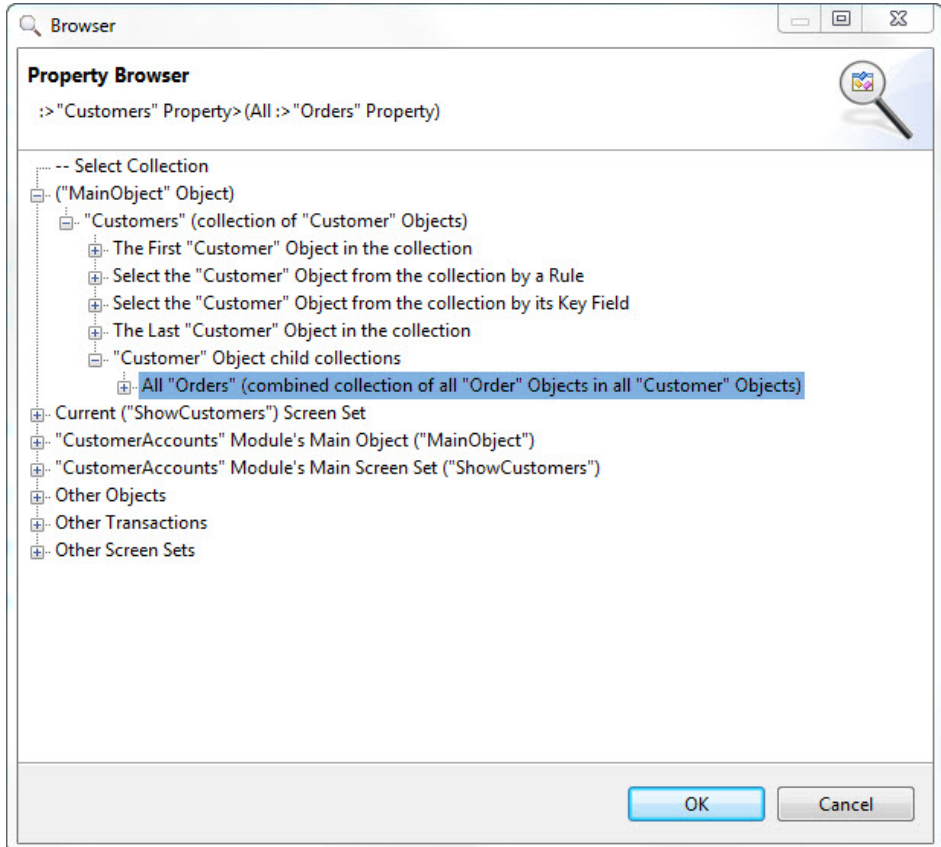 Browser
Property Browser
:>"Customers" Property>(All :>"Orders" Property)
-- Select Collection
("MainObject" Object)
"Customers" (collection of "Customer" Objects)
The First "Customer" Object in the collection
Select the "Customer" Object from the collection by a Rule
Select the "Customer" Object from the collection by its Key Field
The Last "Customer" Object in the collection
"Customer" Object child collections
All "Orders" (combined collection of all "Order" Objects in all "Customer" Objects)
Current ("ShowCustomers") Screen Set
"CustomerAccounts" Module's Main Object ("MainObject")
"CustomerAccounts" Module's Main Screen Set ("ShowCustomers")
Other Objects
Other Transactions
Other Screen Sets
OK Cancel